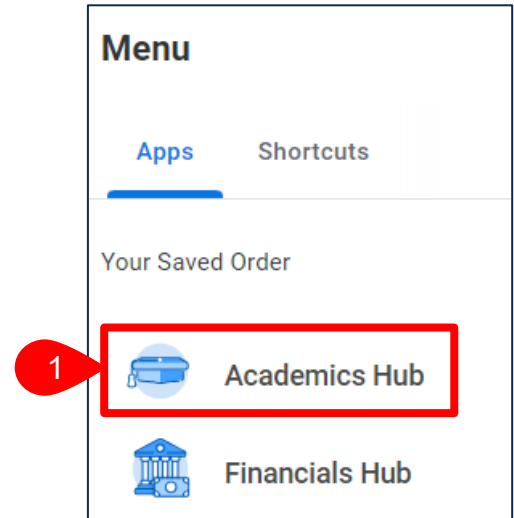 Menu
Apps Shortcuts
Your Saved Order
1 Academics Hub
Financials Hub